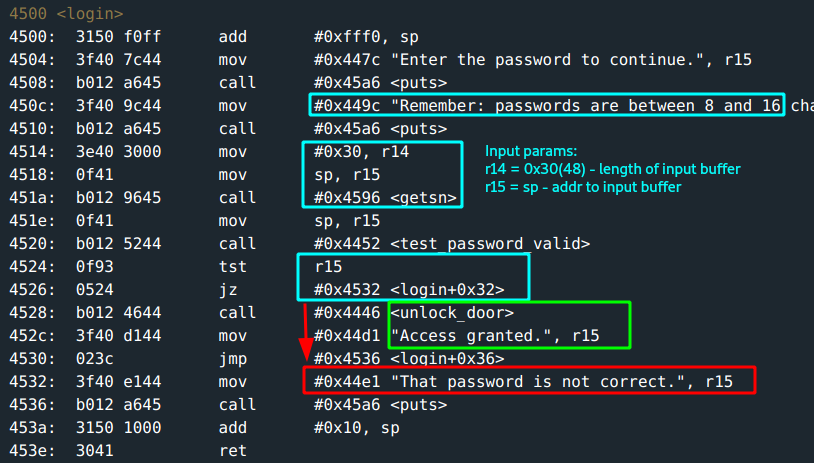 4500 <login>
4500: 3150 f0ff add #0xfff0, sp
4504: 3f40 7c44 mov #0x447c "Enter the password to continue.", r15
4508: b012 a645 call #0x45a6 <puts>
450c: 3f40 9c44 mov #0x449c "Remember: passwords are between 8 and 16 cha
4510: b012 a645 call #0x45a6 <puts>
4514: 3e40 3000 mov #0x30, r14
4518: 0f41 mov sp, r15
451a: b012 9645 call #0x4596 <getsn>
451e: 0f41 mov sp, r15
4520: b012 5244 call #0x4452 <test_password_valid>
4524: 0f93 tst r15
4526: 0524 jz #0x4532 <login+0x32>
4528: b012 4644 call #0x4446 <unlock_door>
452c: 3f40 d144 mov #0x44d1 "Access granted.", r15
4530: 023c jmp #0x4536 <login+0x36>
4532: 3f40 e144 mov #0x44e1 "That password is not correct.", r15
4536: b012 a645 call #0x45a6 <puts>
453a: 3150 1000 add #0x10, sp
453e: 3041 ret
Input params:
r14 = 0x30(48) - length of input buffer
r15 = sp - addr to input buffer